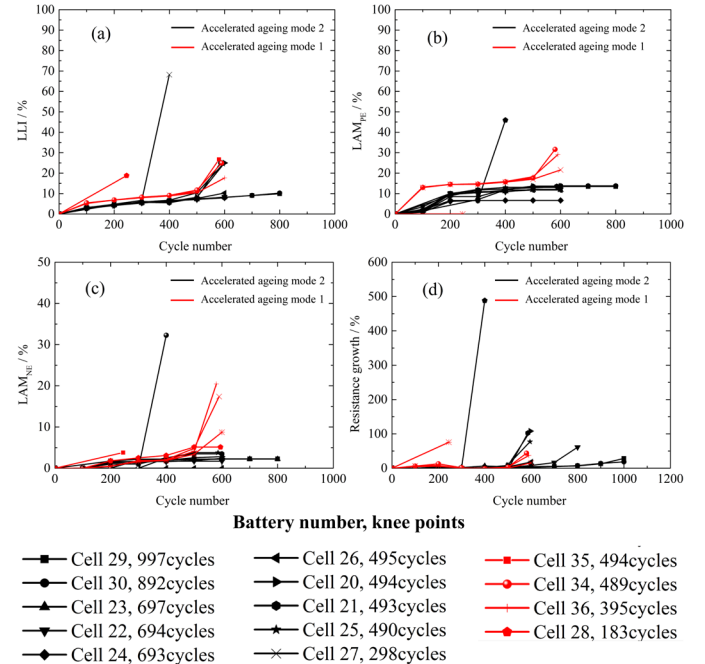 (a)
Accelerated ageing mode 2
Accelerated ageing mode 1
LLI / %
100
90
80
70
60
50
40
30
20
10
0
0 200 400 600 800 1000
Cycle number
(b)
Accelerated ageing mode 2
Accelerated ageing mode 1
LAM_PE / %
100
90
80
70
60
50
40
30
20
10
0
0 200 400 600 800 1000
Cycle number
(c)
Accelerated ageing mode 2
Accelerated ageing mode 1
LAM_NE / %
50
40
30
20
10
0
0 200 400 600 800 1000
Cycle number
(d)
Accelerated ageing mode 2
Accelerated ageing mode 1
Resistance growth / %
600
500
400
300
200
100
0
0 200 400 600 800 1000
Cycle number
Battery number, knee points
Cell 29, 997cycles
Cell 30, 892cycles
Cell 23, 697cycles
Cell 22, 694cycles
Cell 24, 693cycles
Cell 26, 495cycles
Cell 20, 494cycles
Cell 21, 493cycles
Cell 25, 490cycles
Cell 27, 298cycles
Cell 35, 494cycles
Cell 34, 489cycles
Cell 36, 395cycles
Cell 28, 183cycles